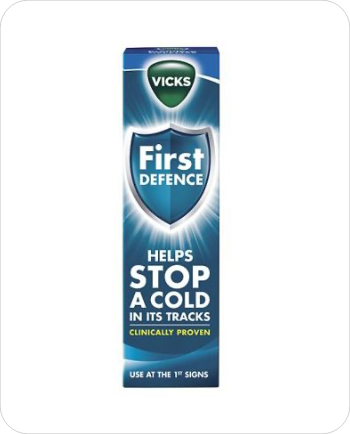 VICKS
First
DEFENCE
HELPS
STOP
A COLD
IN ITS TRACKS
CLINICALLY PROVEN
USE AT THE 1ST SIGNS